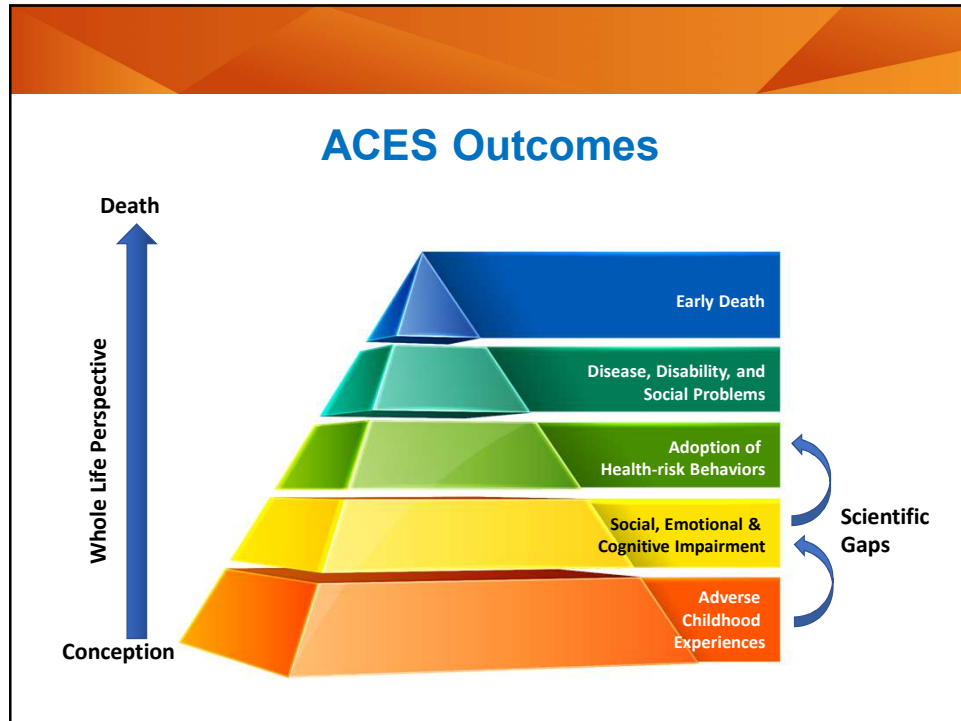 ACES Outcomes
Death
Whole Life Perspective
Conception
Early Death
Disease, Disability, and
Social Problems
Adoption of
Health-risk Behaviors
Social, Emotional &
Cognitive Impairment
Adverse
Childhood
Experiences
Scientific
Gaps